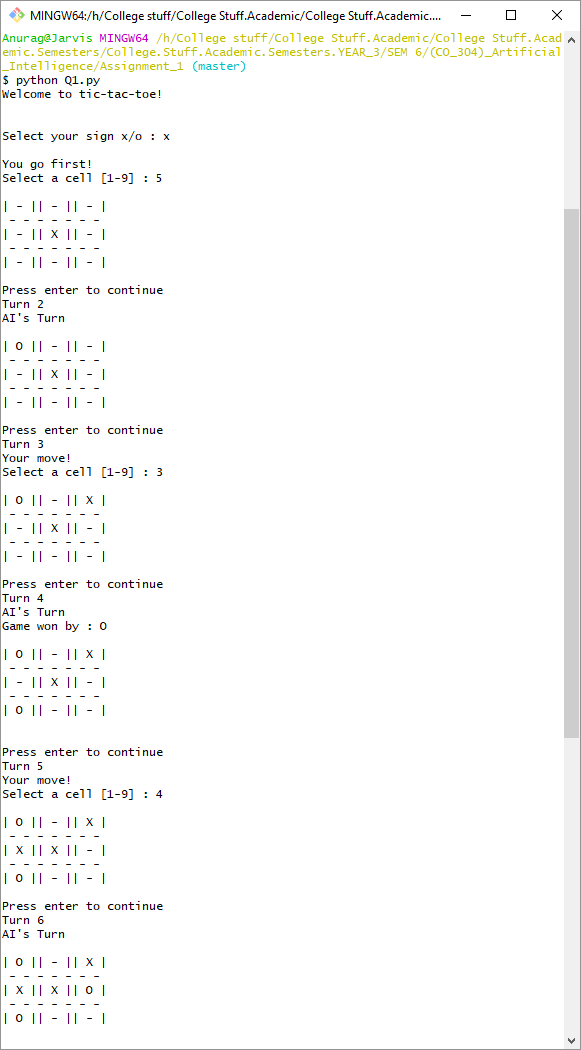 MINGW64:/h/College stuff/College Stuff.Academic/College Stuff.Academic....
Anurag@Jarvis MINGW64 /h/College stuff/College Stuff.Academic/College Stuff.Acad
emic.Semesters/College.Stuff.Academic.Semesters.YEAR_3/SEM 6/(CO_304)_Artificial
_Intelligence/Assignment_1 (master)
$ python Q1.py
Welcome to tic-tac-toe!
Select your sign x/o : x
You go first!
Select a cell [1-9] : 5
| - || - || - |
- - - - - - -
| - || X || - |
- - - - - - -
| - || - || - |
Press enter to continue
Turn 2
AI's Turn
| O || - || - |
- - - - - - -
| - || X || - |
- - - - - - -
| - || - || - |
Press enter to continue
Turn 3
Your move!
Select a cell [1-9] : 3
| O || - || X |
- - - - - - -
| - || X || - |
- - - - - - -
| - || - || - |
Press enter to continue
Turn 4
AI's Turn
Game won by : O
| O || - || X |
- - - - - - -
| - || X || - |
- - - - - - -
| O || - || - |
Press enter to continue
Turn 5
Your move!
Select a cell [1-9] : 4
| O || - || X |
- - - - - - -
| X || X || - |
- - - - - - -
| O || - || - |
Press enter to continue
Turn 6
AI's Turn
| O || - || X |
- - - - - - -
| X || X || O |
- - - - - - -
| O || - || - |